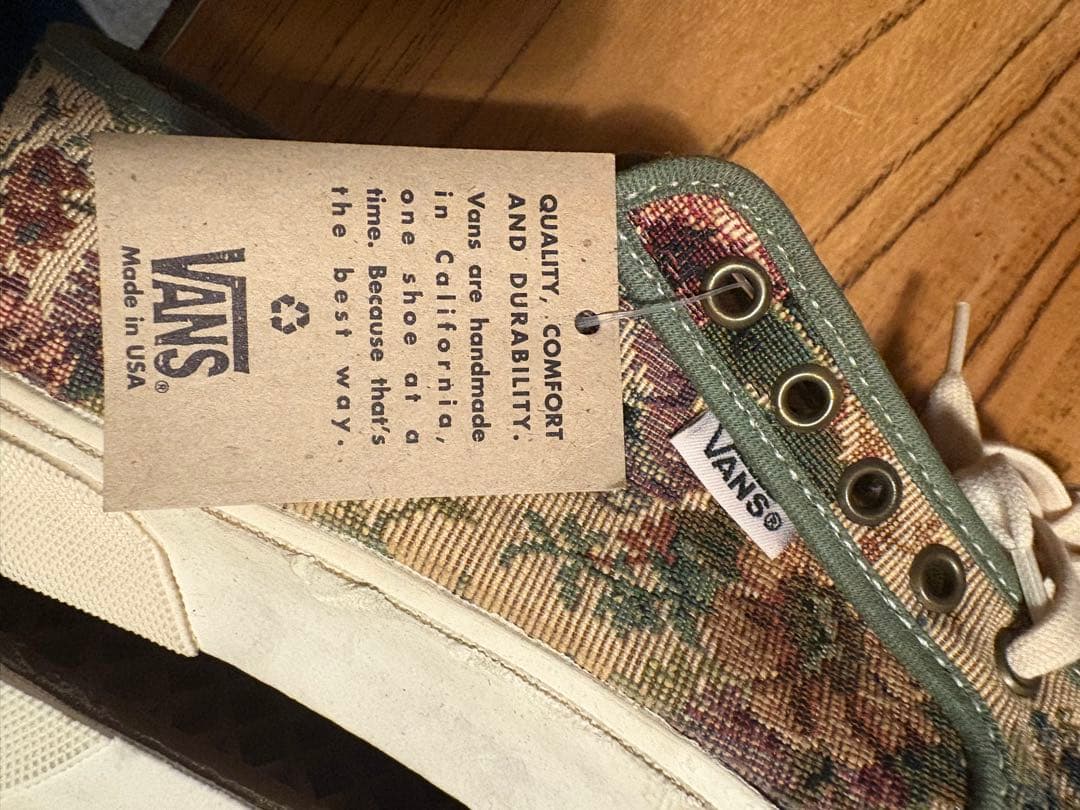 QUALITY, COMFORT
AND DURABILITY.
Vans are handmade
in California,
one shoe at a
time. Because that's
the best way.
VANS®
Made in USA
VANS®